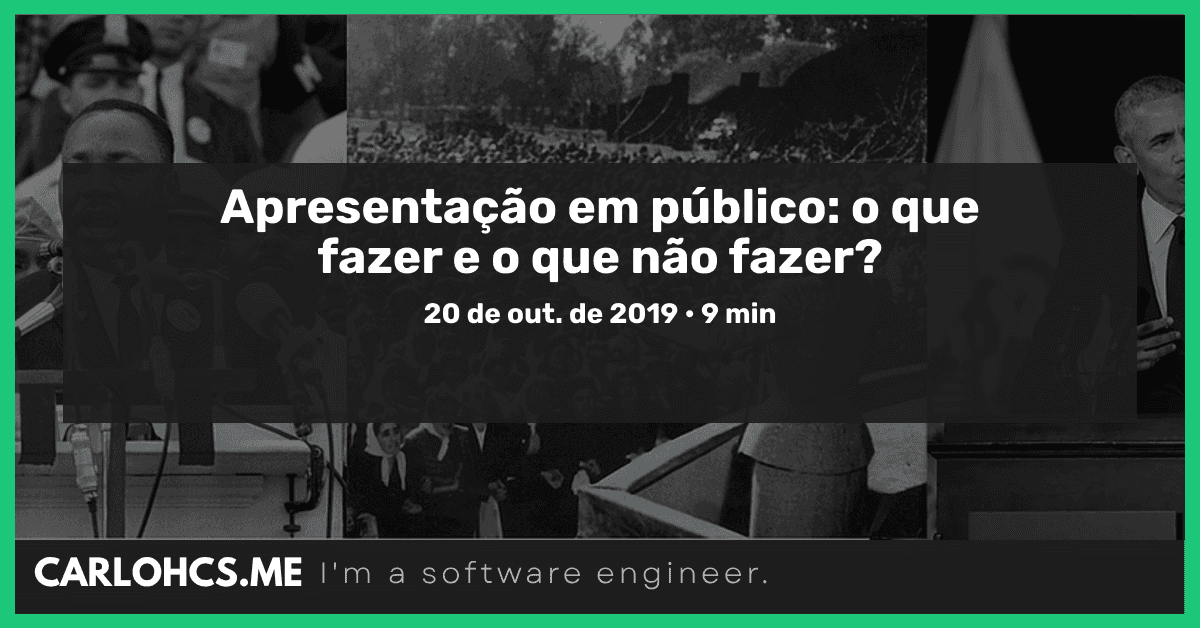 Apresentação em público: o que
fazer e o que não fazer?
20 de out. de 2019 • 9 min
CARLOHCS.ME I'm a software engineer.